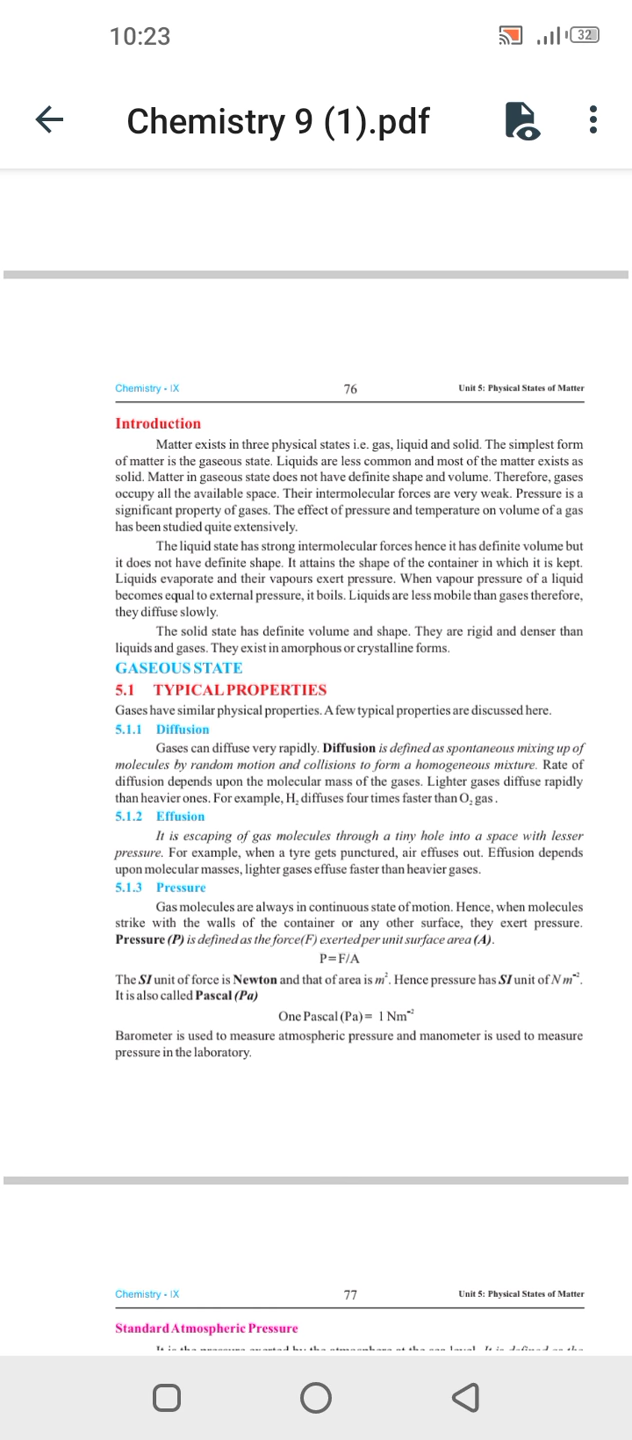 10:23
32
Chemistry 9 (1).pdf
Chemistry - IX 76 Unit 5: Physical States of Matter
Introduction
Matter exists in three physical states i.e. gas, liquid and solid. The simplest form
of matter is the gaseous state. Liquids are less common and most of the matter exists as
solid. Matter in gaseous state does not have definite shape and volume. Therefore, gases
occupy all the available space. Their intermolecular forces are very weak. Pressure is a
significant property of gases. The effect of pressure and temperature on volume of a gas
has been studied quite extensively.
The liquid state has strong intermolecular forces hence it has definite volume but
it does not have definite shape. It attains the shape of the container in which it is kept.
Liquids evaporate and their vapours exert pressure. When vapour pressure of a liquid
becomes equal to external pressure, it boils. Liquids are less mobile than gases therefore,
they diffuse slowly.
The solid state has definite volume and shape. They are rigid and denser than
liquids and gases. They exist in amorphous or crystalline forms.
GASEOUS STATE
5.1 TYPICAL PROPERTIES
Gases have similar physical properties. A few typical properties are discussed here.
5.1.1 Diffusion
Gases can diffuse very rapidly. Diffusion is defined as spontaneous mixing up of
molecules by random motion and collisions to form a homogeneous mixture. Rate of
diffusion depends upon the molecular mass of the gases. Lighter gases diffuse rapidly
than heavier ones. For example, H₂ diffuses four times faster than O₂ gas.
5.1.2 Effusion
It is escaping of gas molecules through a tiny hole into a space with lesser
pressure. For example, when a tyre gets punctured, air effuses out. Effusion depends
upon molecular masses, lighter gases effuse faster than heavier gases.
5.1.3 Pressure
Gas molecules are always in continuous state of motion. Hence, when molecules
strike with the walls of the container or any other surface, they exert pressure.
Pressure (P) is defined as the force (F) exerted per unit surface area (A).
P = F/A
The SI unit of force is Newton and that of area is m². Hence pressure has SI unit of N m⁻².
It is also called Pascal (Pa)
One Pascal (Pa) = 1 Nm⁻²
Barometer is used to measure atmospheric pressure and manometer is used to measure
pressure in the laboratory.
Chemistry - IX 77 Unit 5: Physical States of Matter
Standard Atmospheric Pressure
It is the pressure exerted by the atmosphere at the sea level. It is defined as the